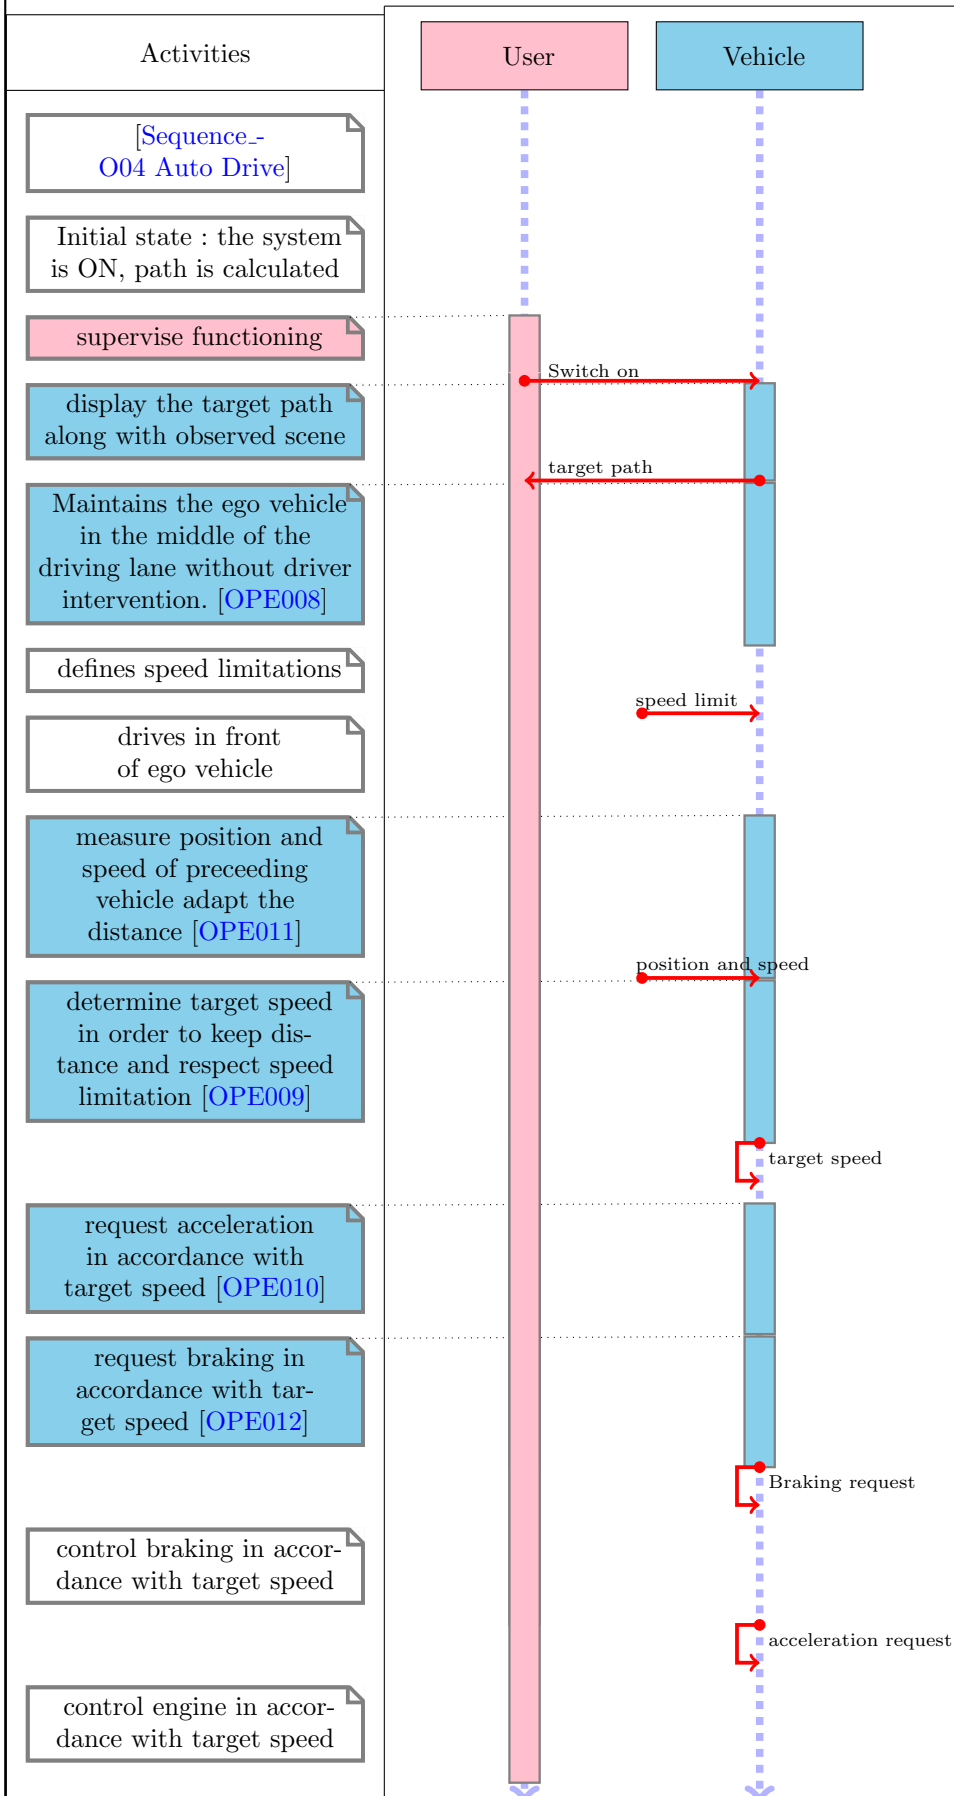 Activities
User
Vehicle
[Sequence_-
O04 Auto Drive]
Initial state : the system
is ON, path is calculated
supervise functioning
Switch on
display the target path
along with observed scene
target path
Maintains the ego vehicle
in the middle of the
driving lane without driver
intervention. [OPE008]
defines speed limitations
speed limit
drives in front
of ego vehicle
measure position and
speed of preceeding
vehicle adapt the
distance [OPE011]
position and speed
determine target speed
in order to keep dis-
tance and respect speed
limitation [OPE009]
target speed
request acceleration
in accordance with
target speed [OPE010]
request braking in
accordance with tar-
get speed [OPE012]
Braking request
control braking in accor-
dance with target speed
acceleration request
control engine in accor-
dance with target speed